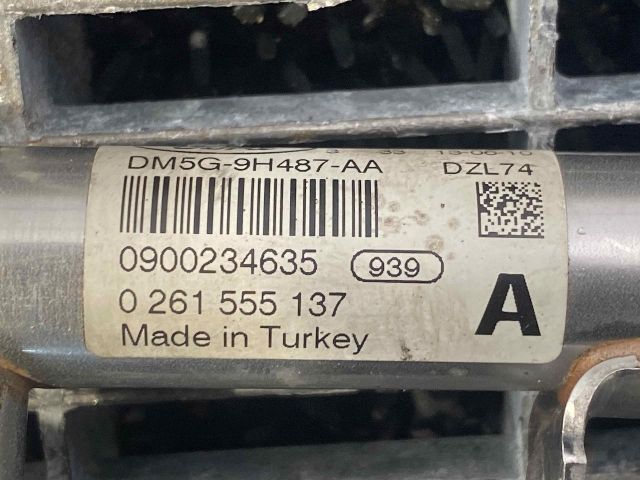 DM5G-9H487-AA DZL74
0900234635 939
0 261 555 137
A
Made in Turkey